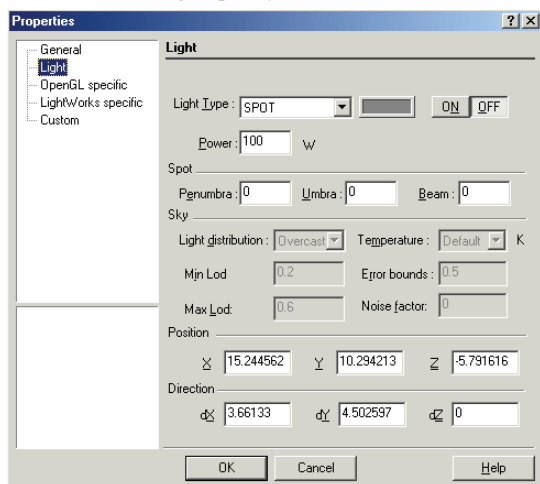 Properties
General
Light
OpenGL specific
LightWorks specific
Custom
Light
Light Type : SPOT ON OFF
Power : 100 W
Spot
Penumbra : 0 Umbra : 0 Beam : 0
Sky
Light distribution : Overcast Temperature : Default K
Min Lod 0.2 Error bounds : 0.5
Max Lod: 0.6 Noise factor: 0
Position
X 15.244562 Y 10.294213 Z -5.791616
Direction
dX 3.66133 dY 4.502597 dZ 0
OK Cancel Help